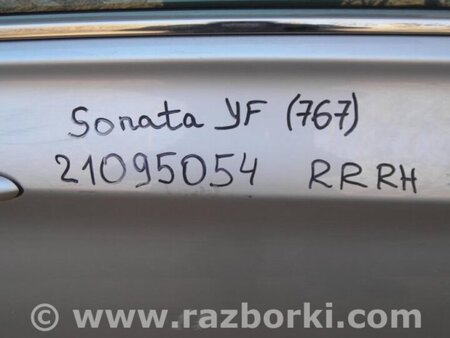 Sonata YF (767)
21095054 RRRH
© www.razborki.com